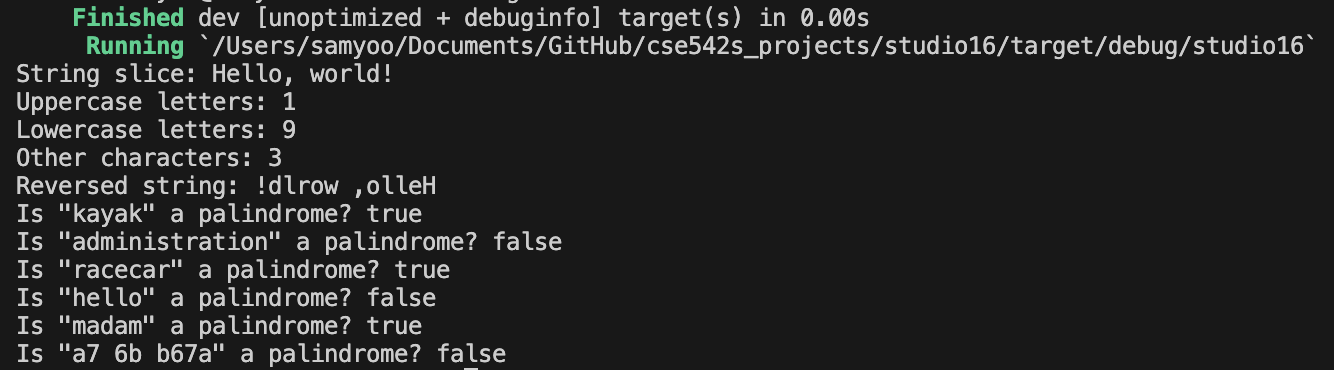 Finished dev [unoptimized + debuginfo] target(s) in 0.00s
Running `/Users/samyoo/Documents/GitHub/cse542s_projects/studio16/target/debug/studio16`
String slice: Hello, world!
Uppercase letters: 1
Lowercase letters: 9
Other characters: 3
Reversed string: !dlrow ,olleH
Is "kayak" a palindrome? true
Is "administration" a palindrome? false
Is "racecar" a palindrome? true
Is "hello" a palindrome? false
Is "madam" a palindrome? true
Is "a7 6b b67a" a palindrome? false